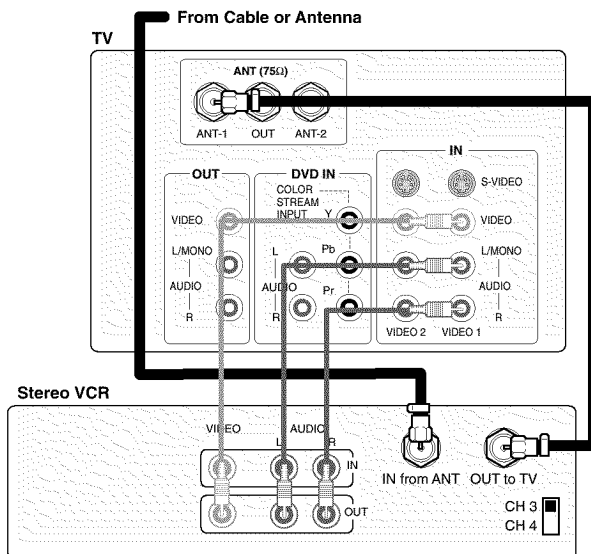 From Cable or Antenna
TV
ANT (75Ω)
ANT-1 OUT ANT-2
IN
OUT
DVD IN
S-VIDEO
COLOR
STREAM
INPUT
Y
VIDEO
VIDEO
L/MONO
L
Pb
L/MONO
AUDIO
AUDIO
AUDIO
Pr
R
R
R
VIDEO 2 VIDEO 1
Stereo VCR
VIDEO
AUDIO
L
R
IN
IN from ANT OUT to TV
OUT
CH 3
CH 4